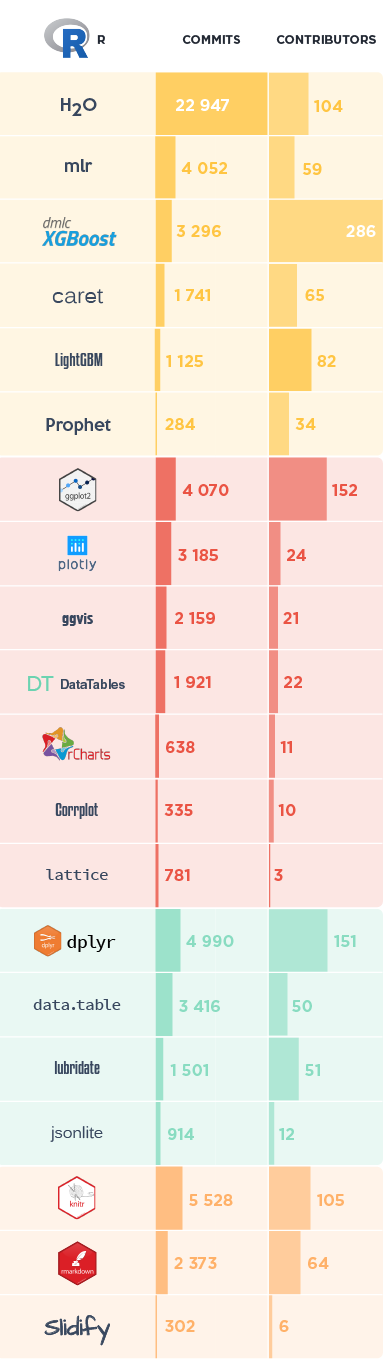 R R COMMITS CONTRIBUTORS
H2O 22 947 104
mlr 4 052 59
dmlc
XGBoost 3 296 286
caret 1 741 65
LightGBM 1 125 82
Prophet 284 34
ggplot2 4 070 152
plotly 3 185 24
ggvis 2 159 21
DT DataTables 1 921 22
rCharts 638 11
Corrplot 335 10
lattice 781 3
dplyr dplyr 4 990 151
data.table 3 416 50
lubridate 1 501 51
jsonlite 914 12
knitr 5 528 105
rmarkdown 2 373 64
Slidify 302 6